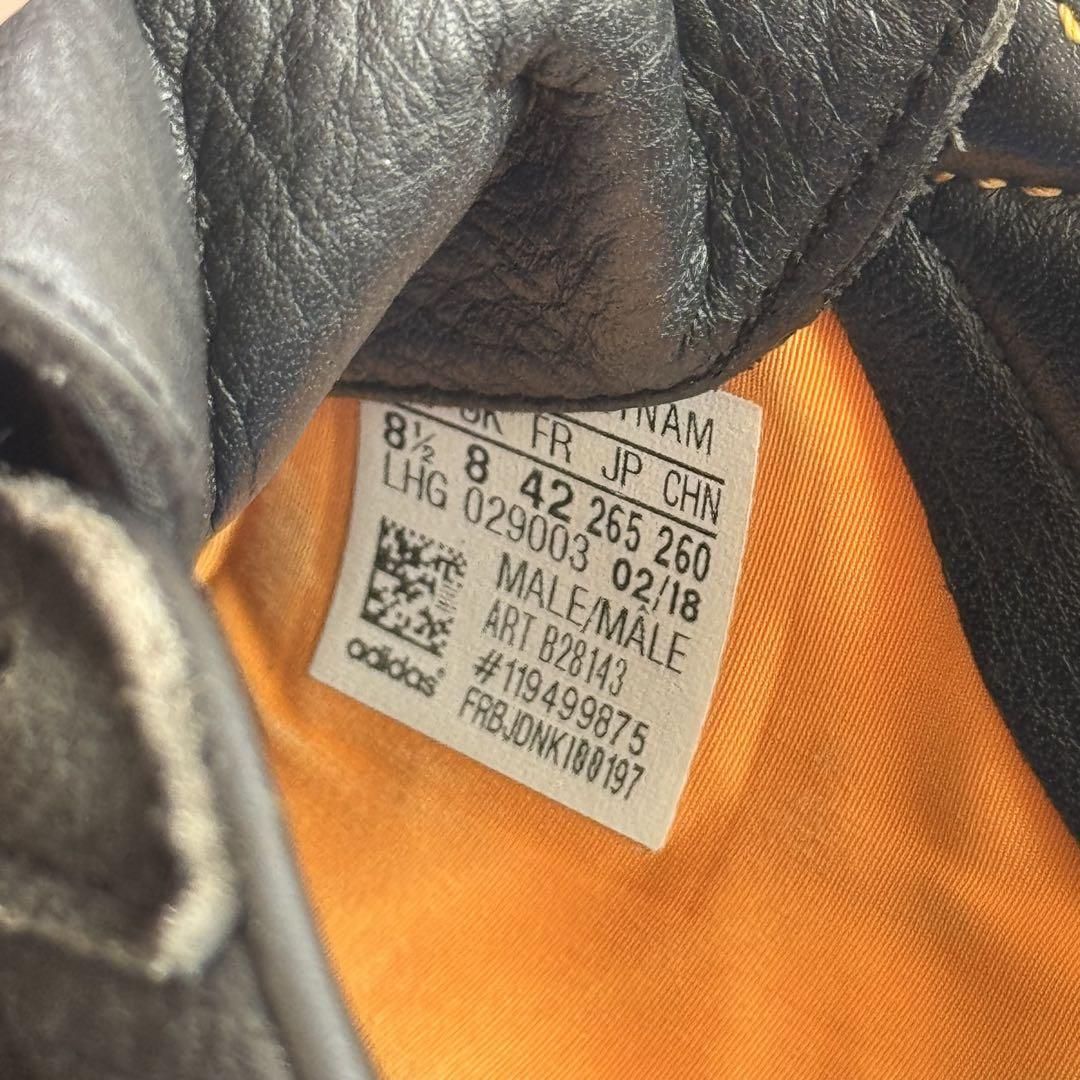 UK FR JP CHN
8½ 8 42 265 260
LHG 029003 02/18
MALE/MÂLE
ART B28143
#119499875
FRBJDNK100197
adidas